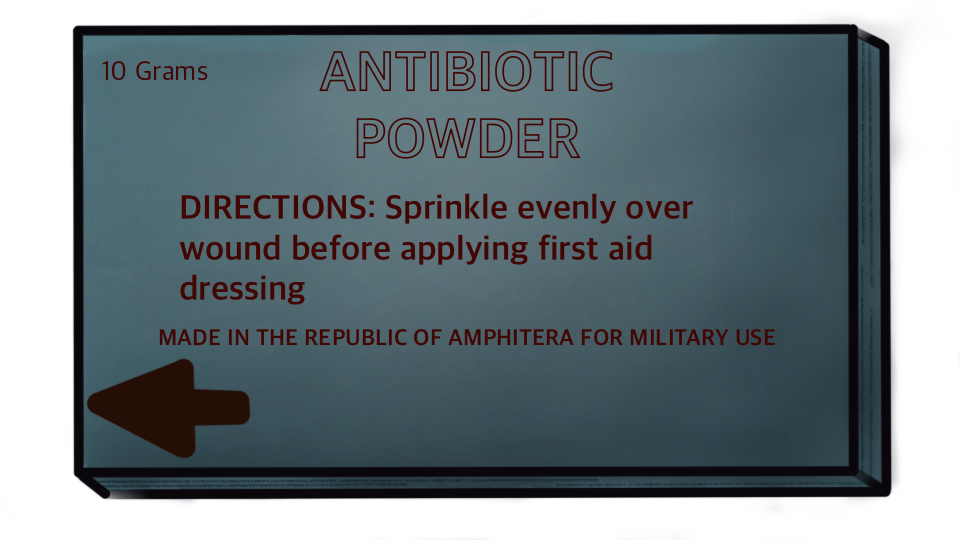 10 Grams
ANTIBIOTIC
POWDER
DIRECTIONS: Sprinkle evenly over
wound before applying first aid
dressing
MADE IN THE REPUBLIC OF AMPHITERA FOR MILITARY USE